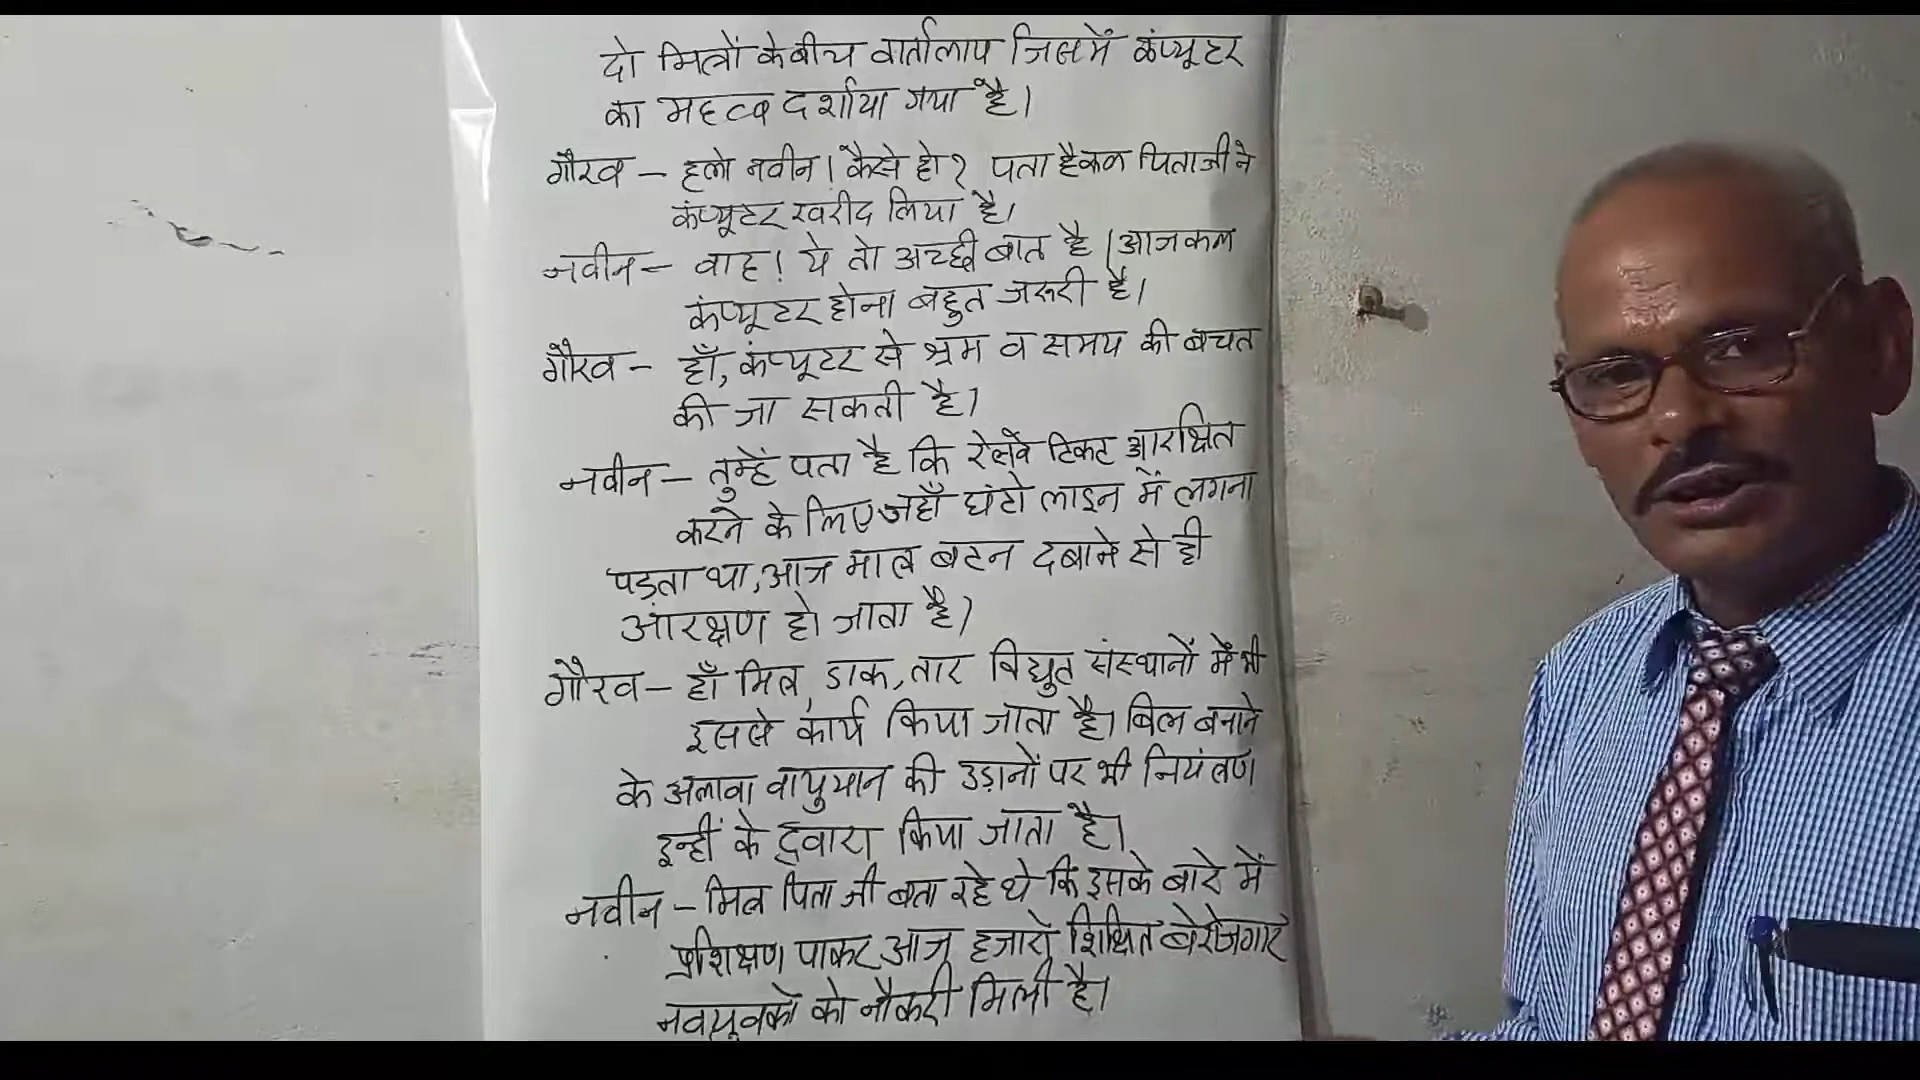 दो मित्रों के बीच वार्तालाप जिसमें कंप्यूटर
का महत्व दर्शाया गया है।
गौरव – हलो नवीन! कैसे हो? पता है कल पिताजी ने
कंप्यूटर खरीद लिया है।
नवीन – वाह! ये तो अच्छी बात है। आजकल
कंप्यूटर होना बहुत जरूरी है।
गौरव – हाँ, कंप्यूटर से श्रम व समय की बचत
की जा सकती है।
नवीन – तुम्हें पता है कि रेलवे टिकट आरक्षित
करने के लिए जहाँ घंटो लाइन में लगना
पड़ता था, आज मात्र बटन दबाने से ही
आरक्षण हो जाता है।
गौरव – हाँ मित्र, डाक, तार विद्युत संस्थानों में भी
इससे कार्य किया जाता है। बिल बनाने
के अलावा वायुयान की उड़ानों पर भी नियंत्रण
इन्हीं के द्वारा किया जाता है।
नवीन – मित्र पिता जी बता रहे थे कि इसके बारे में
प्रशिक्षण पाकर आज हजारों शिक्षित बेरोजगार
नवयुवकों को नौकरी मिली है।